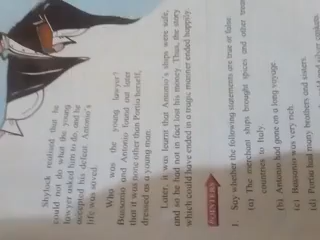 Shylock realised that he
could not do what the young
lawyer asked him to do, and he
accepted his defeat. Antonio's
life was saved.
Who was the young lawyer?
Bassanio and Antonio found out later
that it was none other than Portia herself,
dressed as a young man.
Later, it was learnt that Antonio's ships were safe,
and so he had not in fact lost his money. Thus, the story
which could have ended in a tragic manner ended happily.
1. Say whether the following statements are true or false.
(a) The merchant ships brought spices and other
countries to Italy.
(b) Antonio had gone on a long voyage.
(c) Bassanio was very rich.
(d) Portia had many brothers and sisters.